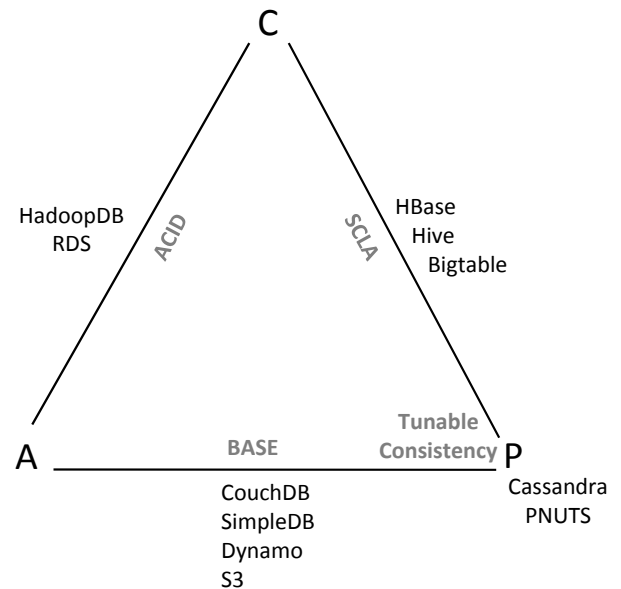 C
HadoopDB
RDS
ACID
SCLA
HBase
Hive
Bigtable
A
BASE
Tunable
Consistency
P
CouchDB
SimpleDB
Dynamo
S3
Cassandra
PNUTS